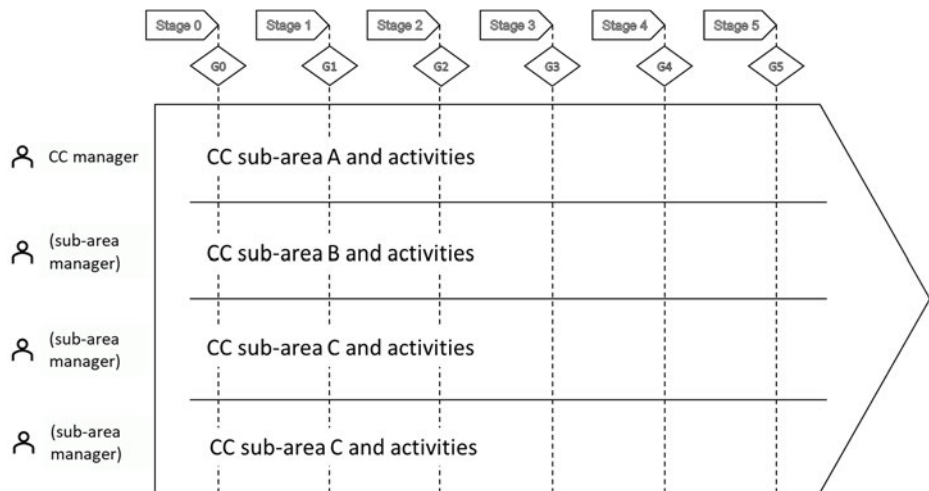 Stage 0 Stage 1 Stage 2 Stage 3 Stage 4 Stage 5
G0 G1 G2 G3 G4 G5
CC manager
CC sub-area A and activities
(sub-area
manager)
CC sub-area B and activities
(sub-area
manager)
CC sub-area C and activities
(sub-area
manager)
CC sub-area C and activities